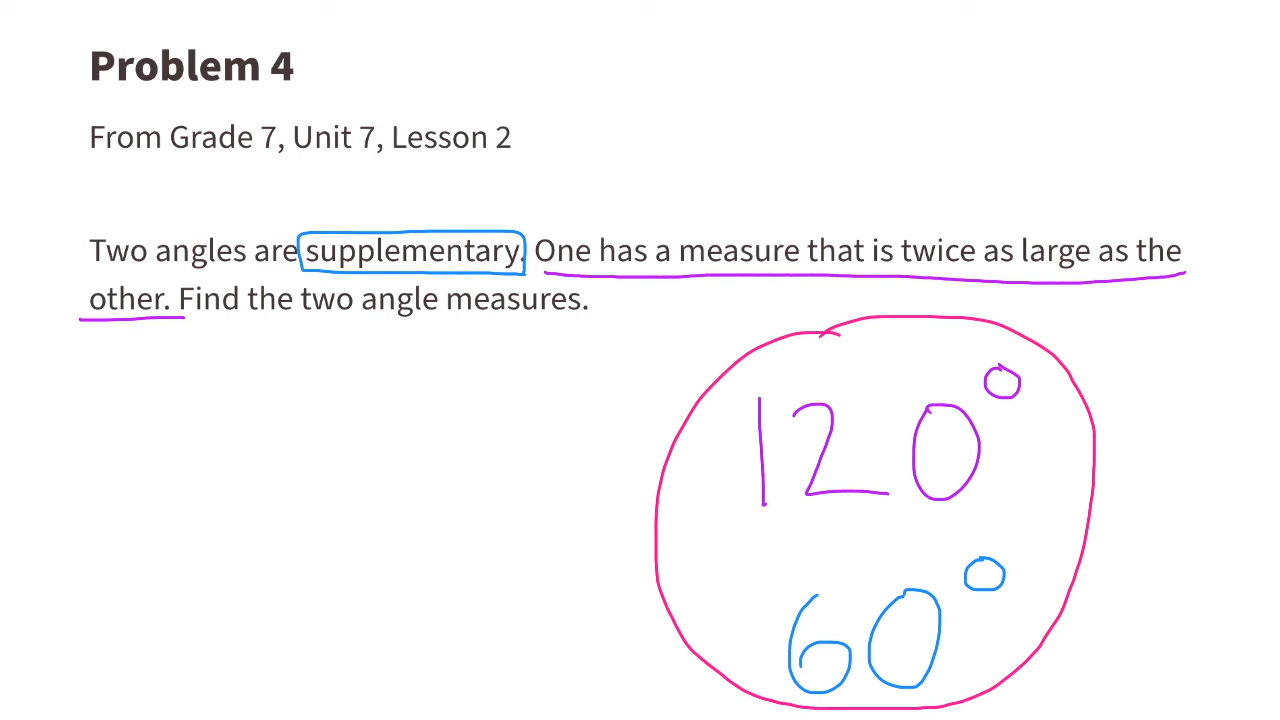 Problem 4
From Grade 7, Unit 7, Lesson 2
Two angles are supplementary. One has a measure that is twice as large as the
other. Find the two angle measures.
120°
60°